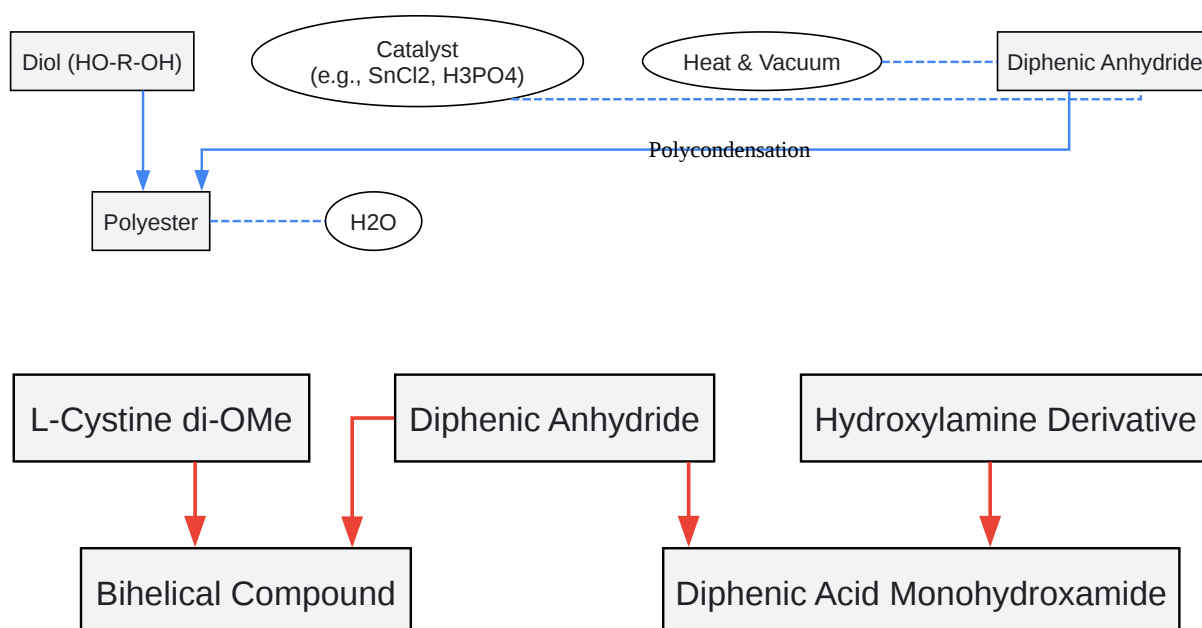 Diol (HO-R-OH)
Catalyst
(e.g., SnCl2, H3PO4)
Heat & Vacuum
Diphenic Anhydride
Polycondensation
Polyester
H2O
L-Cystine di-OMe
Diphenic Anhydride
Hydroxylamine Derivative
Bihelical Compound
Diphenic Acid Monohydroxamide